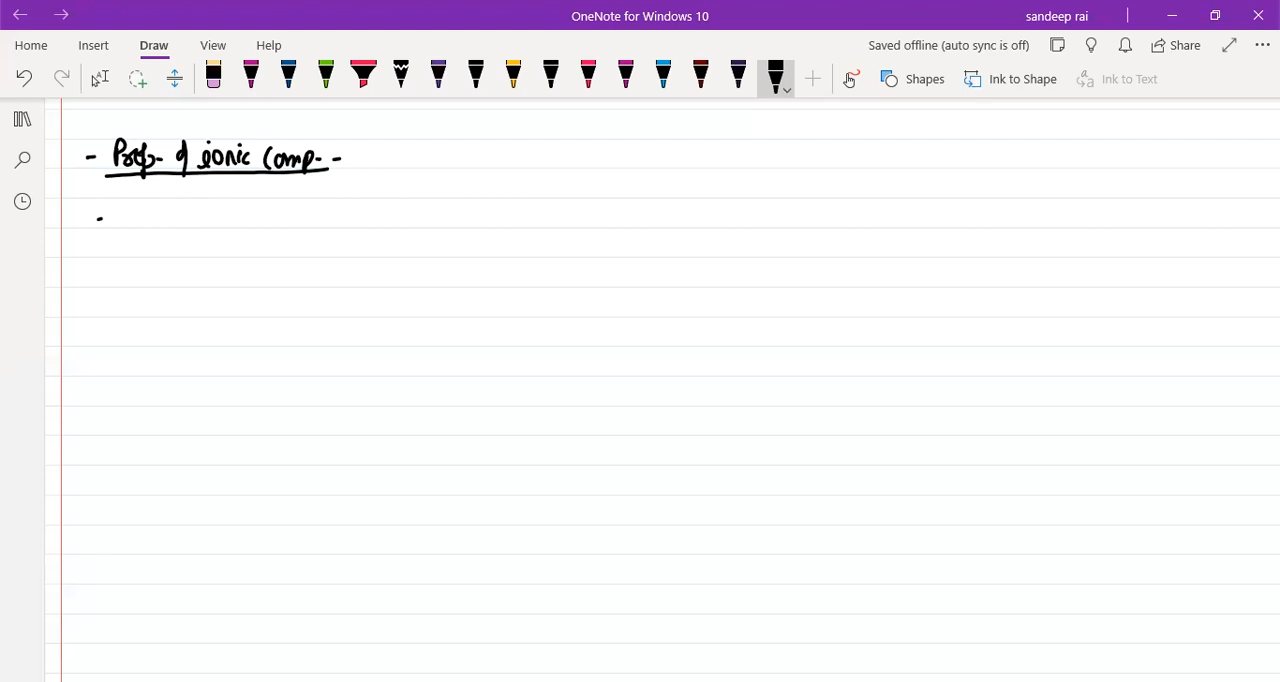 OneNote for Windows 10
sandeep rai
Home Insert Draw View Help
Saved offline (auto sync is off)
Share
Shapes
Ink to Shape
Ink to Text
- Prop. of ionic Comp. -